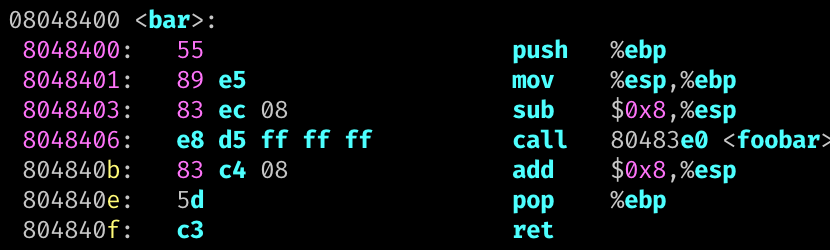 08048400 <bar>:
8048400: 55 push %ebp
8048401: 89 e5 mov %esp,%ebp
8048403: 83 ec 08 sub $0x8,%esp
8048406: e8 d5 ff ff ff call 80483e0 <foobar>
804840b: 83 c4 08 add $0x8,%esp
804840e: 5d pop %ebp
804840f: c3 ret